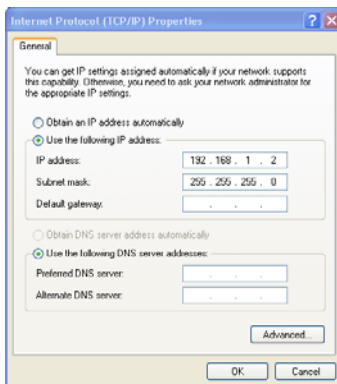 Internet Protocol (TCP/IP) Properties
General
You can get IP settings assigned automatically if your network supports
this capability. Otherwise, you need to ask your network administrator for
the appropriate IP settings.
Obtain an IP address automatically
Use the following IP address:
IP address: 192 . 168 . 1 . 2
Subnet mask: 255 . 255 . 255 . 0
Default gateway: . . .
Obtain DNS server address automatically
Use the following DNS server addresses:
Preferred DNS server: . . .
Alternate DNS server: . . .
Advanced...
OK Cancel